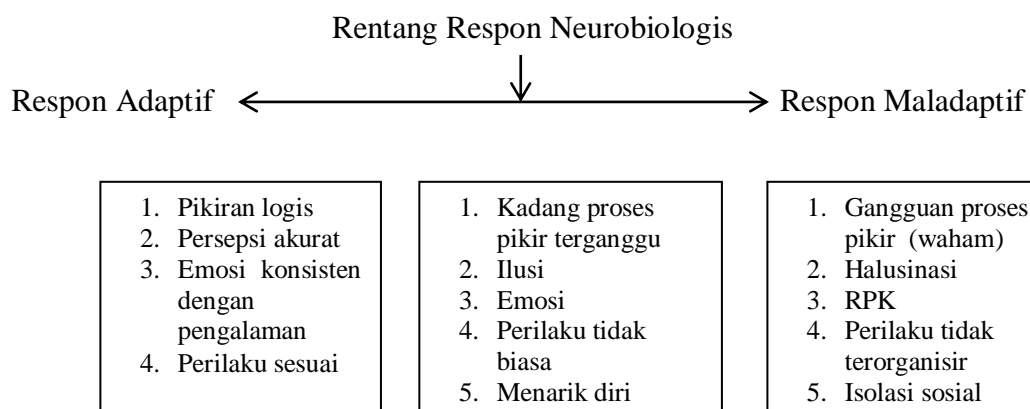 Rentang Respon Neurobiologis
Respon Adaptif
Respon Maladaptif
1. Pikiran logis
2. Persepsi akurat
3. Emosi konsisten
dengan
pengalaman
4. Perilaku sesuai
1. Kadang proses
pikir terganggu
2. Ilusi
3. Emosi
4. Perilaku tidak
biasa
5. Menarik diri
1. Gangguan proses
pikir (waham)
2. Halusinasi
3. RPK
4. Perilaku tidak
terorganisir
5. Isolasi sosial